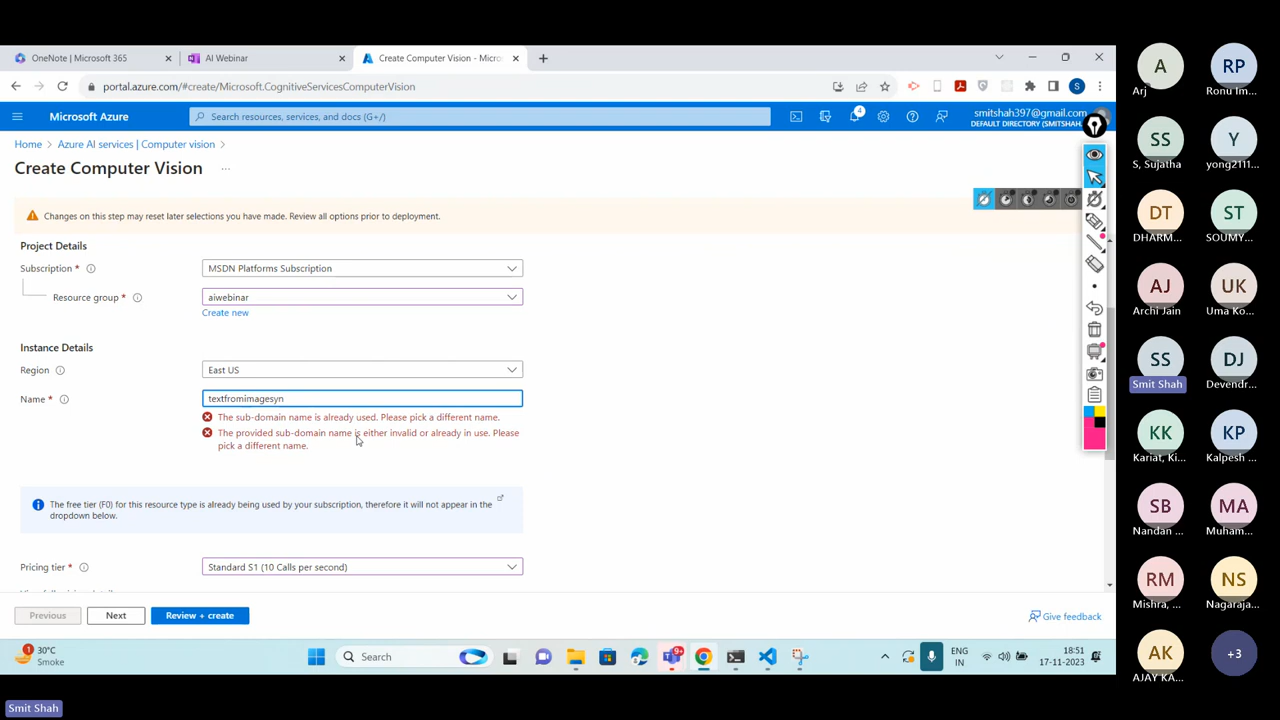 OneNote | Microsoft 365
AI Webinar
Create Computer Vision - Micro
portal.azure.com/#create/Microsoft.CognitiveServicesComputerVision
S
Microsoft Azure
Search resources, services, and docs (G+/)
4
smitshah397@gmail.com
DEFAULT DIRECTORY (SMITSHAH.
Home > Azure AI services | Computer vision >
Create Computer Vision
...
Changes on this step may reset later selections you have made. Review all options prior to deployment.
Project Details
Subscription *
MSDN Platforms Subscription
Resource group *
aiwebinar
Create new
Instance Details
Region
East US
Name
textfromimagesyn
The sub-domain name is already used. Please pick a different name.
The provided sub-domain name is either invalid or already in use. Please
pick a different name.
The free tier (F0) for this resource type is already being used by your subscription, therefore it will not appear in the
dropdown below.
Pricing tier *
Standard S1 (10 Calls per second)
Previous
Next
Review + create
Give feedback
1
30°C
Smoke
Search
9+
ENG
IN
18:51
17-11-2023
Smit Shah
A
Arj
RP
Ronu Im...
SS
S, Sujatha
Y
yong2111...
DT
DHARM...
ST
SOUMY...
AJ
Archi Jain
UK
Uma Ko...
SS
Smit Shah
DJ
Devendr...
KK
Kariat, Ki...
KP
Kalpesh ...
SB
Nandan ...
MA
Muham...
RM
Mishra, ...
NS
Nagaraja...
AK
AJAY KA...
+3